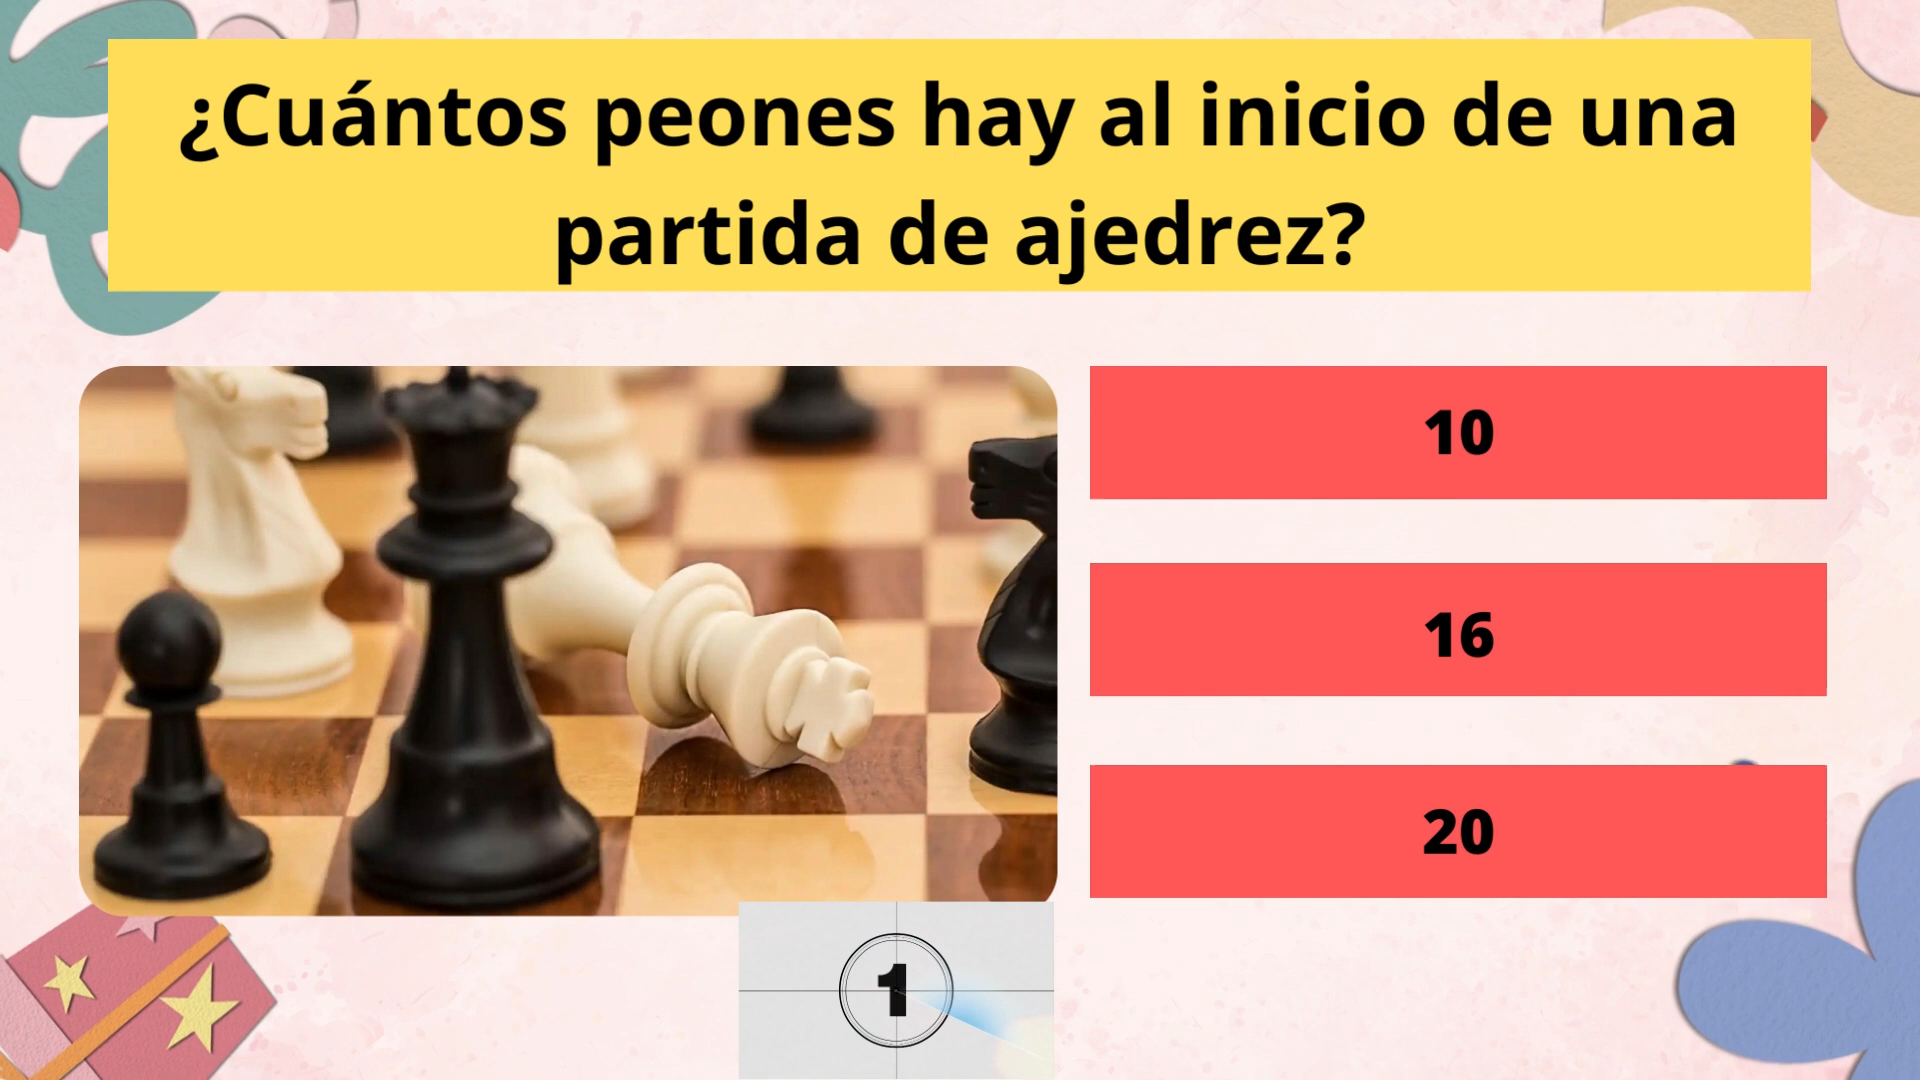 ¿Cuántos peones hay al inicio de una
partida de ajedrez?
10
16
20
1